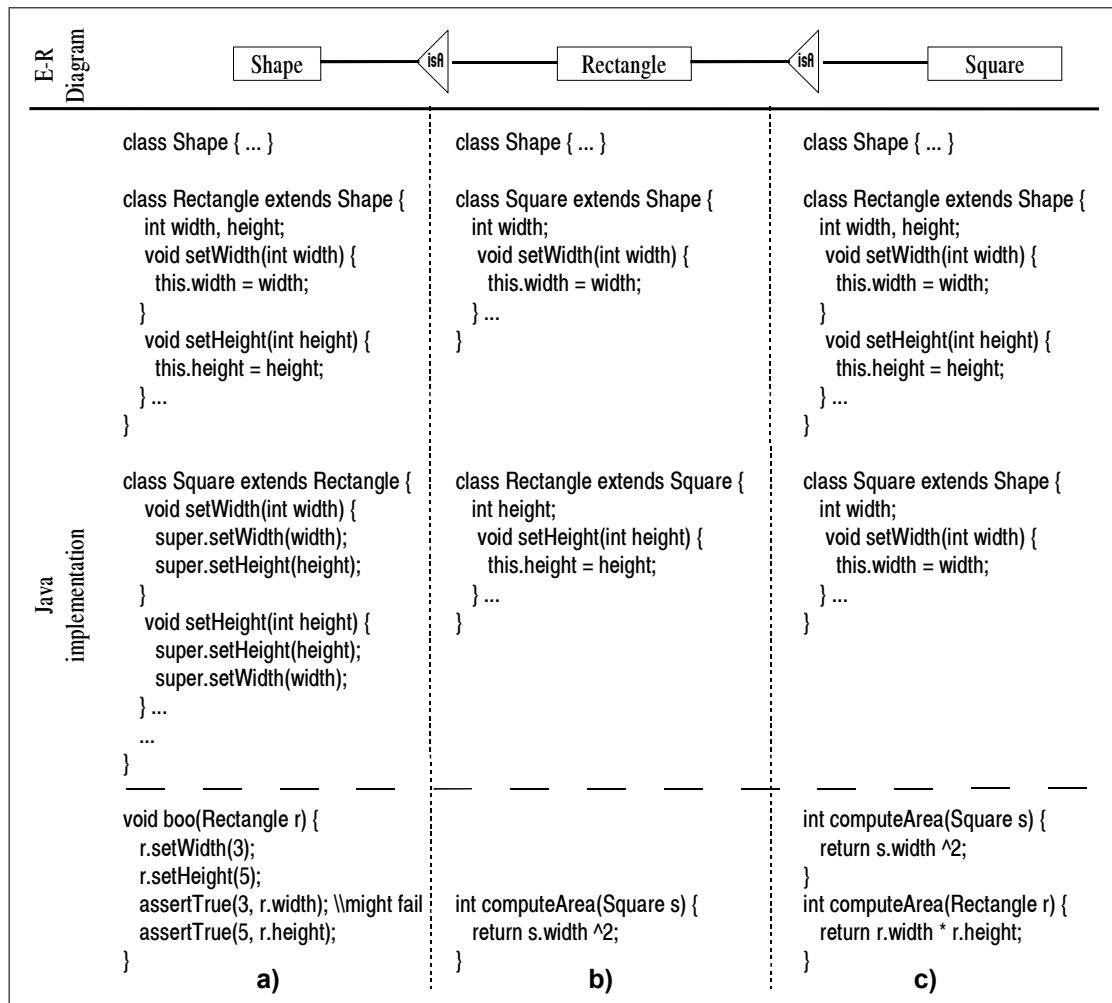 E-R
Diagram
Shape
isA
Rectangle
isA
Square
Java
implementation
class Shape { ... }
class Rectangle extends Shape {
int width, height;
void setWidth(int width) {
this.width = width;
}
void setHeight(int height) {
this.height = height;
} ...
}
class Square extends Rectangle {
void setWidth(int width) {
super.setWidth(width);
super.setHeight(height);
}
void setHeight(int height) {
super.setHeight(height);
super.setWidth(width);
} ...
...
}
void boo(Rectangle r) {
r.setWidth(3);
r.setHeight(5);
assertTrue(3, r.width); \\might fail
assertTrue(5, r.height);
}
a)
class Shape { ... }
class Square extends Shape {
int width;
void setWidth(int width) {
this.width = width;
} ...
}
class Rectangle extends Square {
int height;
void setHeight(int height) {
this.height = height;
} ...
}
int computeArea(Square s) {
return s.width ^2;
}
b)
class Shape { ... }
class Rectangle extends Shape {
int width, height;
void setWidth(int width) {
this.width = width;
}
void setHeight(int height) {
this.height = height;
} ...
}
class Square extends Shape {
int width;
void setWidth(int width) {
this.width = width;
} ...
}
int computeArea(Square s) {
return s.width ^2;
}
int computeArea(Rectangle r) {
return r.width * r.height;
}
c)